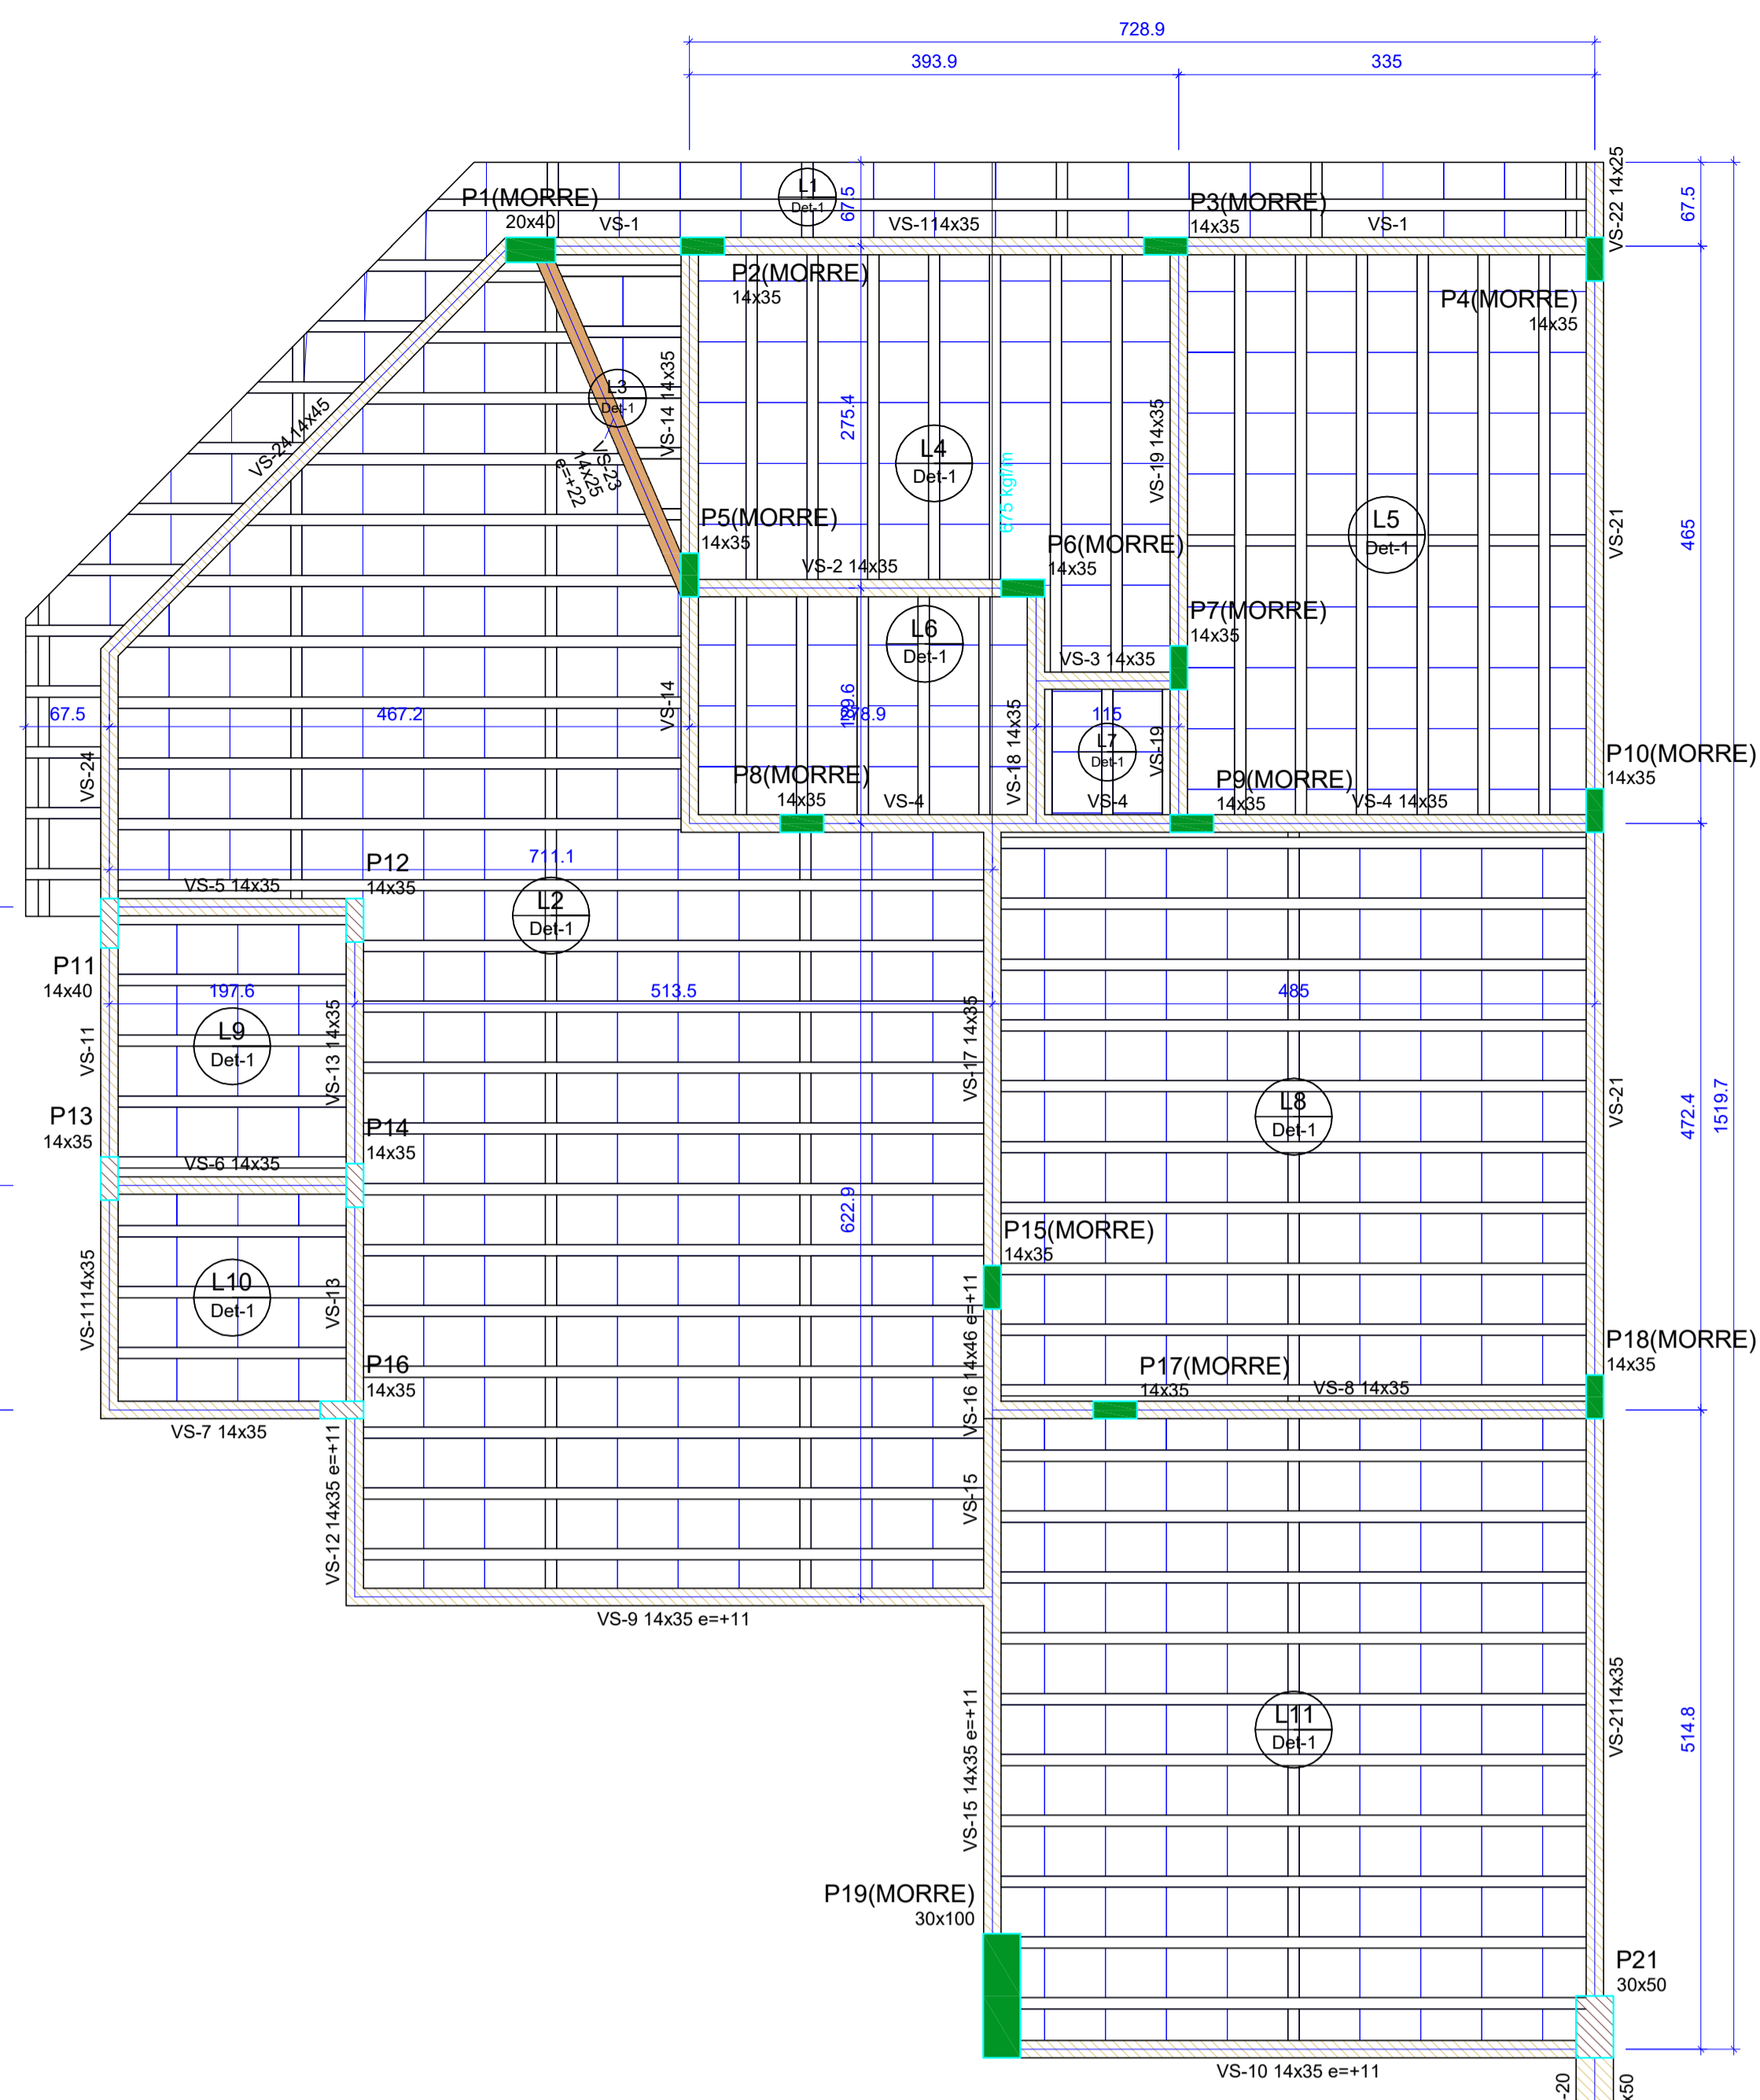 728.9
393.9
335
VS-22 14x25
67.5
67.5
L1
Det-1
P1(MORRE)
20x40
VS-1
VS-114x35
P3(MORRE)
14x35
VS-1
P2(MORRE)
14x35
P4(MORRE)
14x35
VS-24 14x45
L3
Det-1
VS-14 14x35
275.4
VS-19 14x35
VS-23
14x25
e=+22
L4
Det-1
675 kgf/m
L5
Det-1
VS-21
465
P5(MORRE)
14x35
VS-2 14x35
P6(MORRE)
14x35
L6
Det-1
P7(MORRE)
14x35
VS-3 14x35
67.5
467.2
VS-14
278.9
115
VS-24
VS-18 14x35
L7
Det-1
VS-19
P10(MORRE)
14x35
P8(MORRE)
14x35
VS-4
VS-4
P9(MORRE)
14x35
VS-4 14x35
711.1
P12
14x35
VS-5 14x35
L2
Det-1
P11
14x40
197.6
513.5
485
L9
Det-1
VS-11
VS-13 14x35
VS-17 14x35
L8
Det-1
VS-21
472.4
1519.7
P13
14x35
P14
14x35
VS-6 14x35
622.9
P15(MORRE)
14x35
L10
Det-1
VS-1114x35
VS-13
VS-16 14x46 e=+11
P18(MORRE)
14x35
P16
14x35
P17(MORRE)
14x35
VS-8 14x35
VS-7 14x35
VS-12 14x35 e=+11
VS-15
VS-9 14x35 e=+11
L11
Det-1
VS-2114x35
514.8
VS-15 14x35 e=+11
P19(MORRE)
30x100
P21
30x50
VS-10 14x35 e=+11
-20
x50